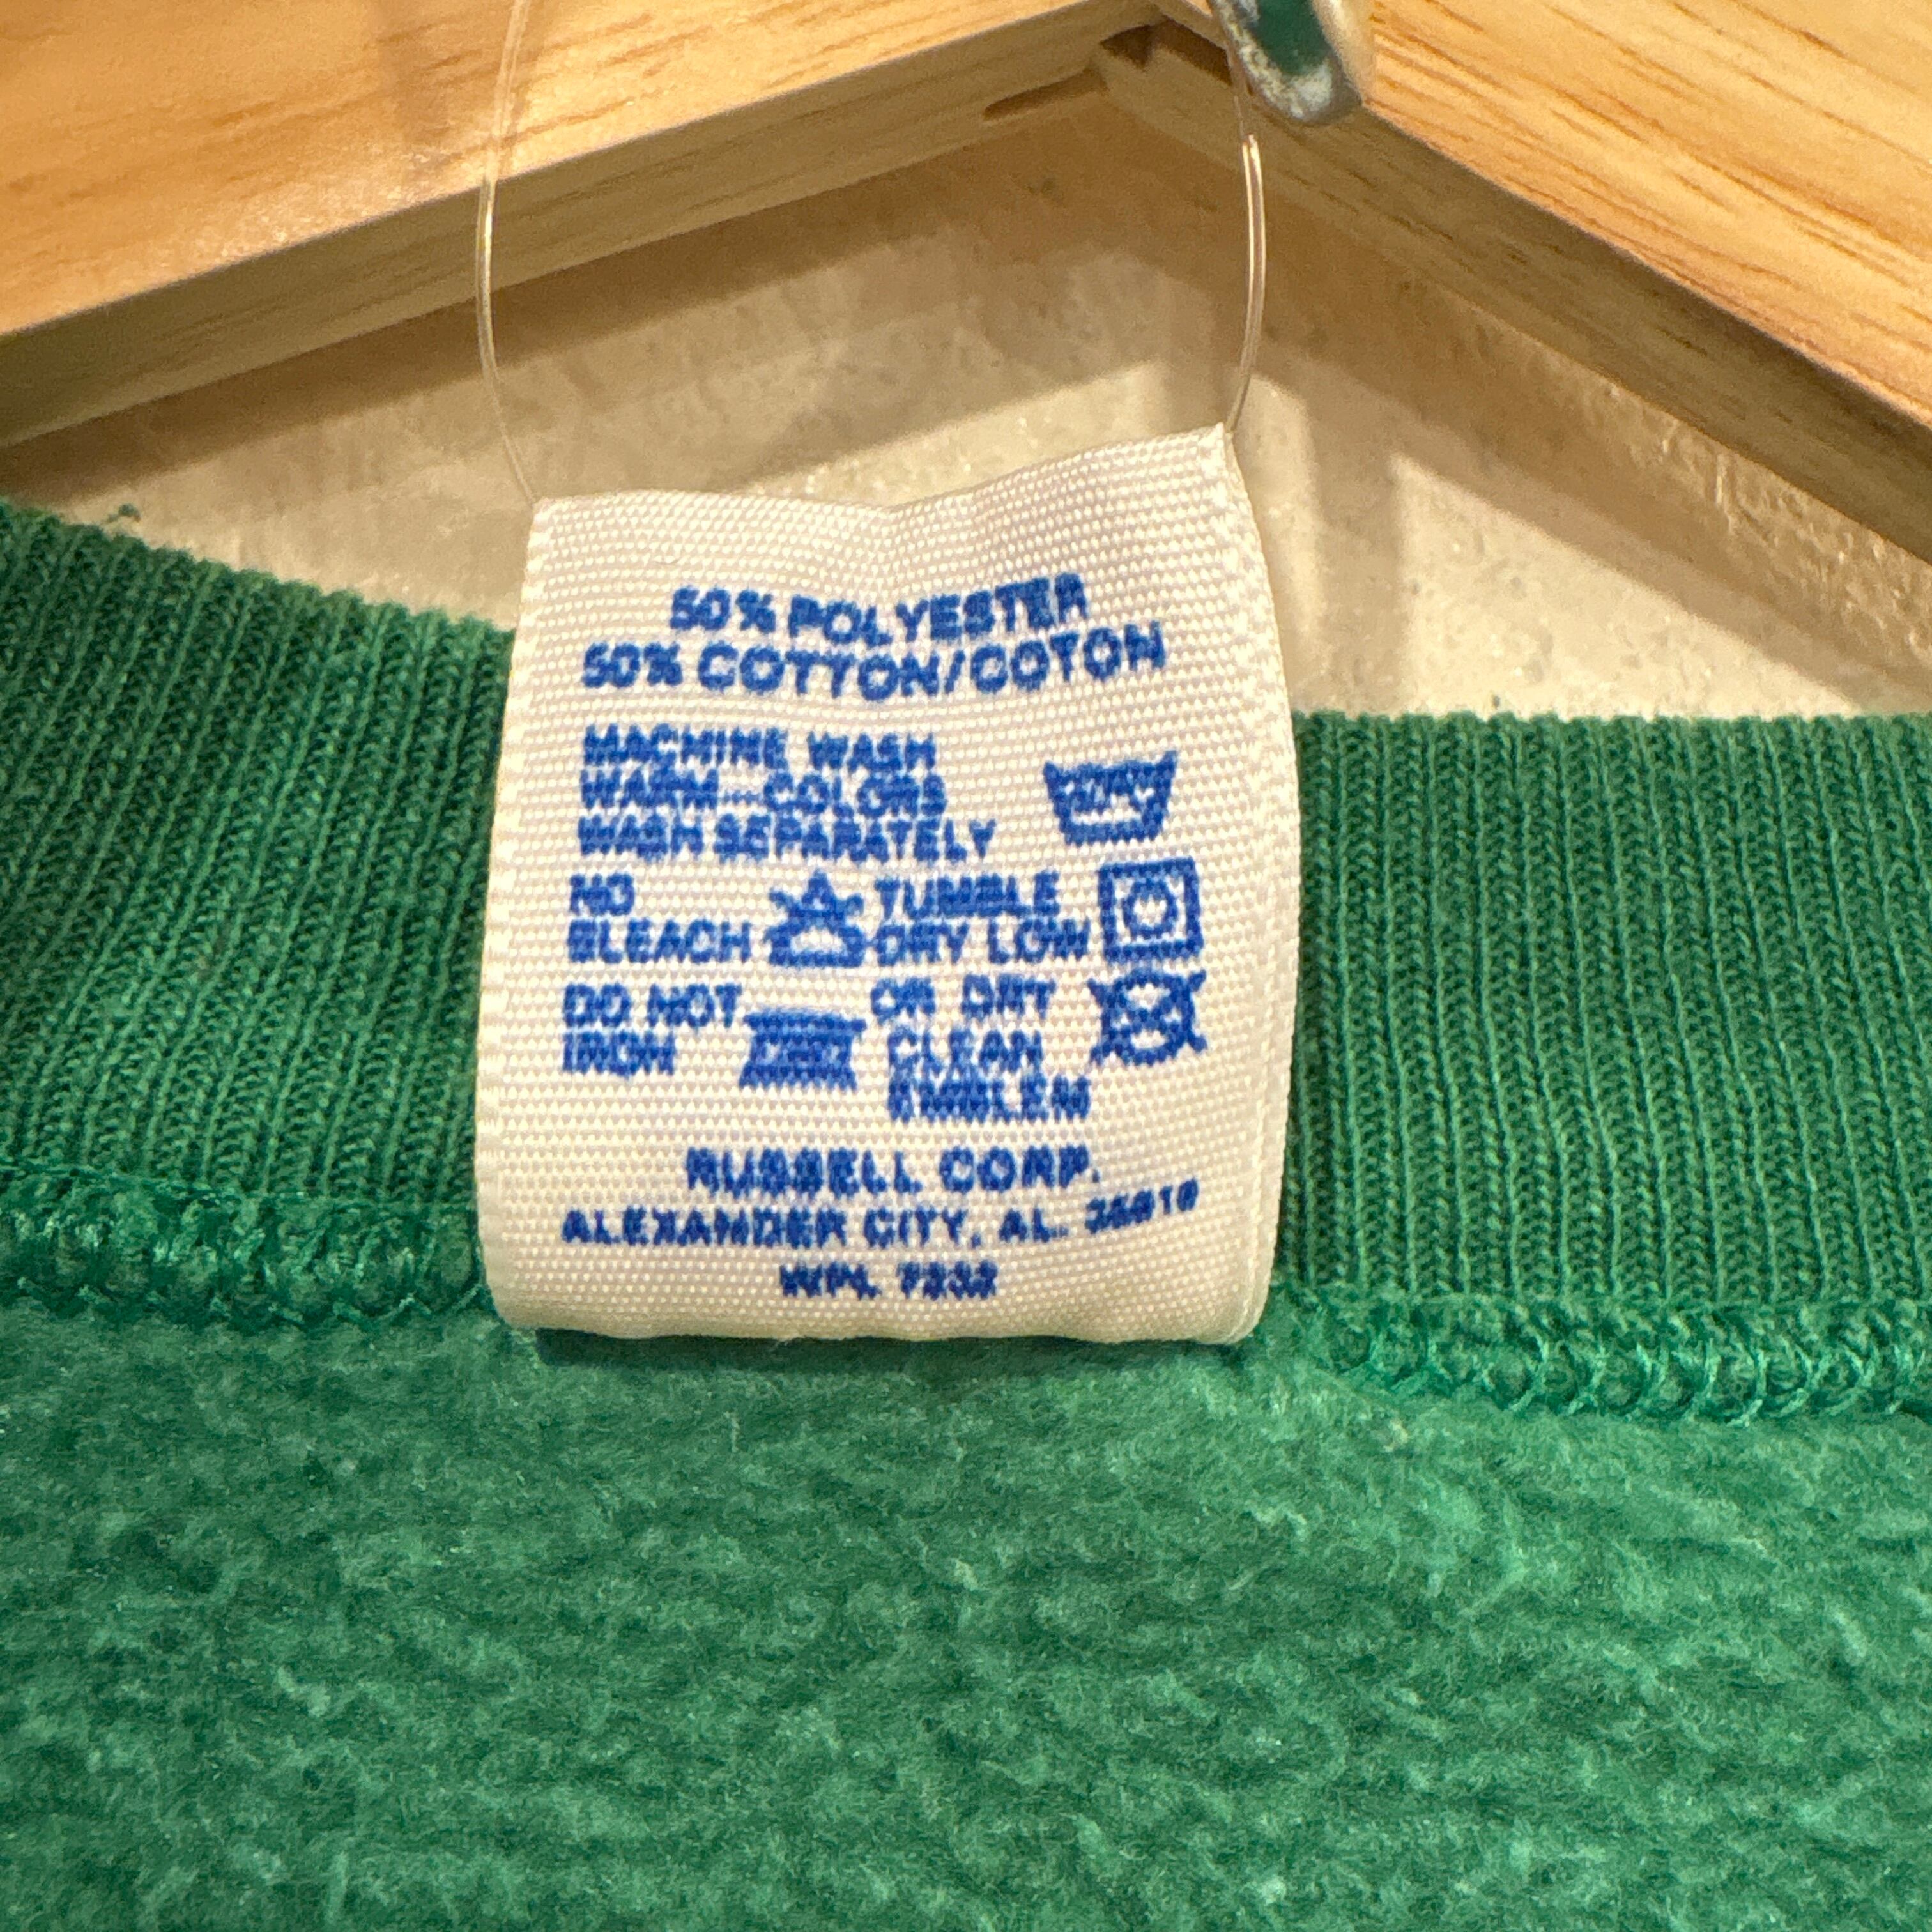 50% POLYESTER
50% COTTON/COTON
MACHINE WASH
WARM—COLORS
WASH SEPARATELY
NO
BLEACH
TUMBLE
DRY LOW
DO NOT
IRON
OR DRY
CLEAN
EMBLEM
RUSSELL CORP.
ALEXANDER CITY, AL. 35010
WPL 7232